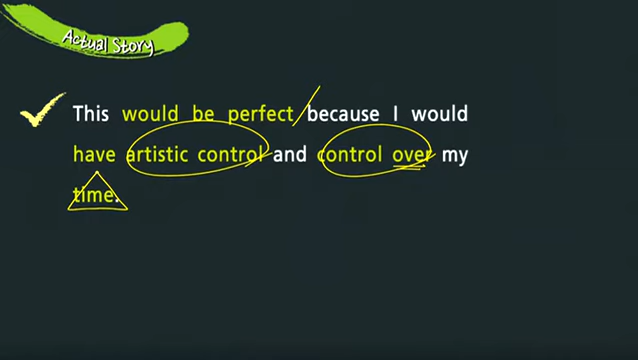 Actual Story
This would be perfect because I would
have artistic control and control over my
time.